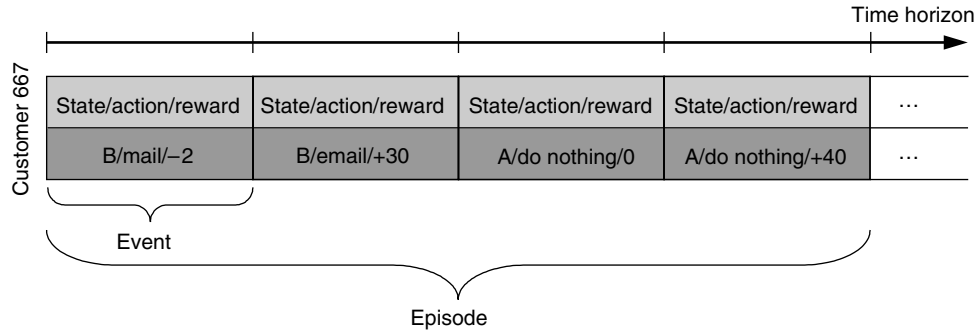 Time horizon
Customer 667
State/action/reward State/action/reward State/action/reward State/action/reward ...
B/mail/−2 B/email/+30 A/do nothing/0 A/do nothing/+40 ...
Event
Episode